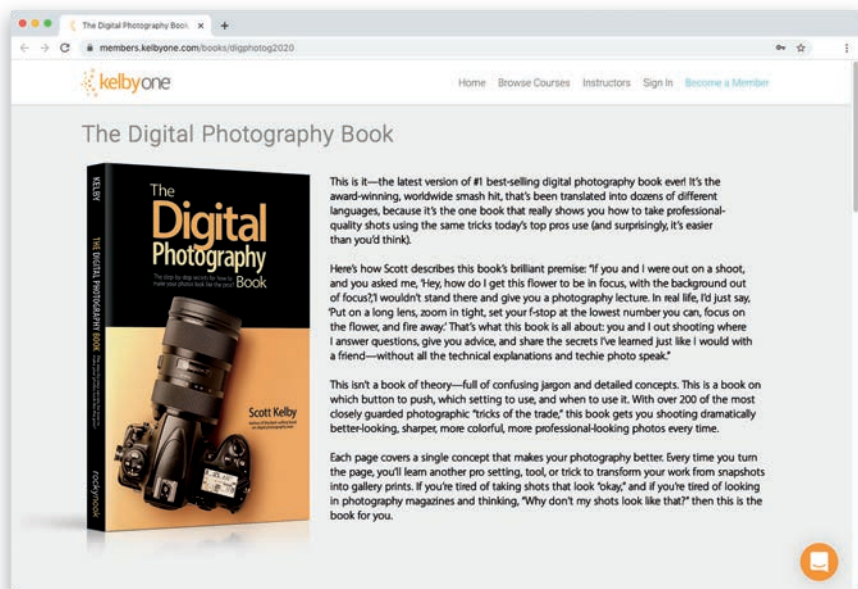 The Digital Photography Book
members.kelbyone.com/books/digphotog2020
kelbyone
Home Browse Courses Instructors Sign In Become a Member
The Digital Photography Book
KELBY
THE DIGITAL PHOTOGRAPHY BOOK
rockynook
The
Digital
Photography
The step-by-step secrets for how to
make your photos look like the pros'!
Book
Scott Kelby
This is it—the latest version of #1 best-selling digital photography book ever! It's the
award-winning, worldwide smash hit, that's been translated into dozens of different
languages, because it's the one book that really shows you how to take professional-
quality shots using the same tricks today's top pros use (and surprisingly, it's easier
than you'd think).
Here's how Scott describes this book's brilliant premise: "If you and I were out on a shoot,
and you asked me, 'Hey, how do I get this flower to be in focus, with the background out
of focus?,' I wouldn't stand there and give you a photography lecture. In real life, I'd just say,
'Put on a long lens, zoom in tight, set your f-stop at the lowest number you can, focus on
the flower, and fire away.' That's what this book is all about: you and I out shooting where
I answer questions, give you advice, and share the secrets I've learned just like I would with
a friend—without all the technical explanations and techie photo speak."
This isn't a book of theory—full of confusing jargon and detailed concepts. This is a book on
which button to push, which setting to use, and when to use it. With over 200 of the most
closely guarded photographic "tricks of the trade," this book gets you shooting dramatically
better-looking, sharper, more colorful, more professional-looking photos every time.
Each page covers a single concept that makes your photography better. Every time you turn
the page, you'll learn another pro setting, tool, or trick to transform your work from snapshots
into gallery prints. If you're tired of taking shots that look "okay," and if you're tired of looking
in photography magazines and thinking, "Why don't my shots look like that?" then this is the
book for you.